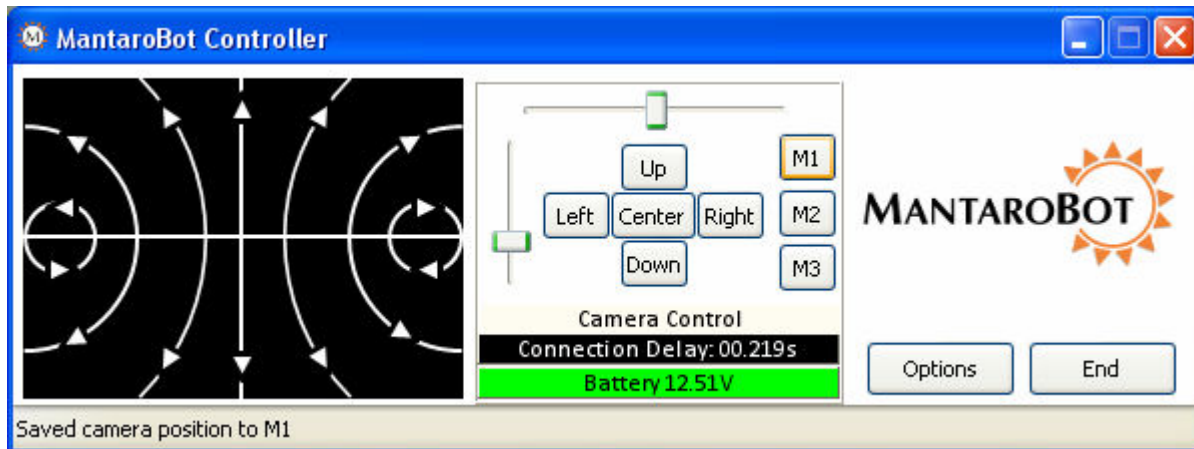 MantaroBot Controller
Up
M1
Left Center Right
M2
Down
M3
Camera Control
Connection Delay: 00.219s
Battery 12.51V
MANTAROBOT
Options
End
Saved camera position to M1